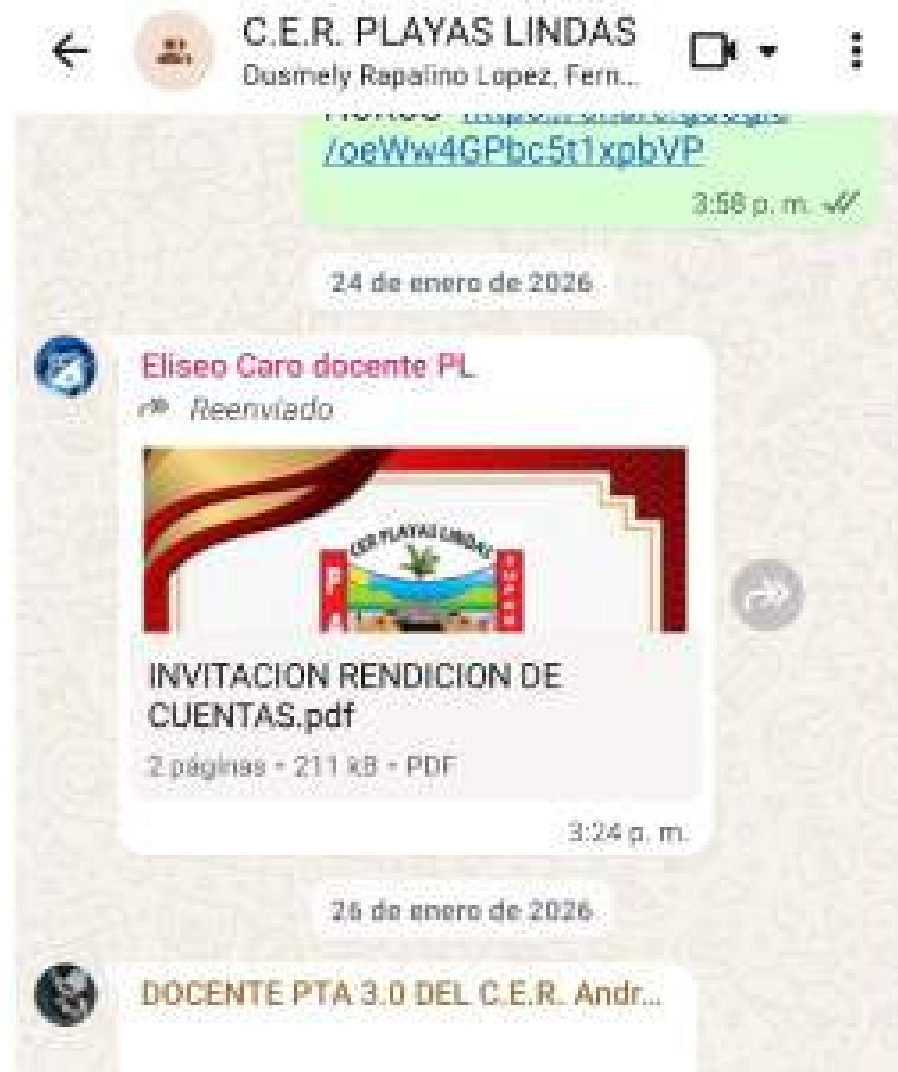 C.E.R. PLAYAS LINDAS
Dusmely Rapalino Lopez, Fern...
/oeWw4GPbc5t1xpbVP
3:58 p. m.
24 de enero de 2026
Eliseo Caro docente PL
Reenviado
CER PLAYAS LINDAS
INVITACION RENDICION DE
CUENTAS.pdf
2 páginas • 211 kB • PDF
3:24 p. m.
26 de enero de 2026
DOCENTE PTA 3.0 DEL C.E.R. Andr...